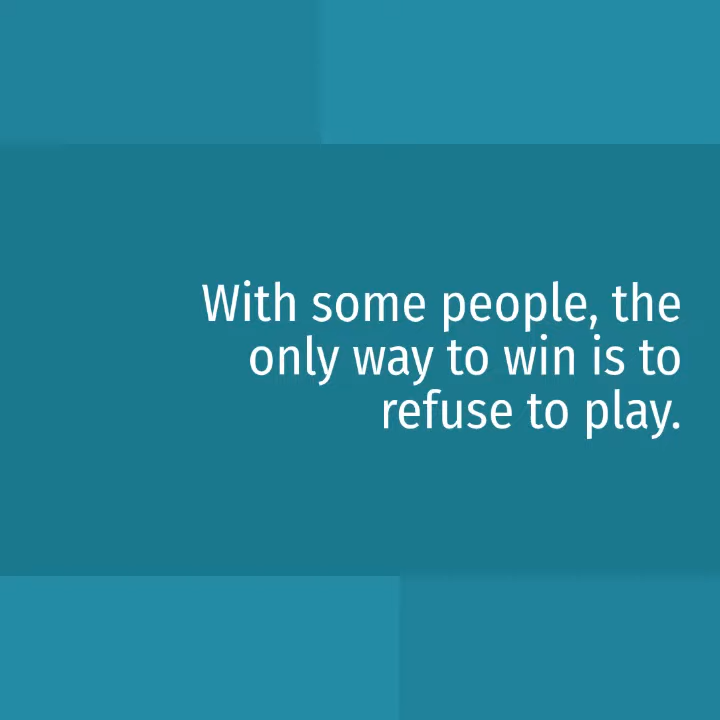 With some people, the
only way to win is to
refuse to play.